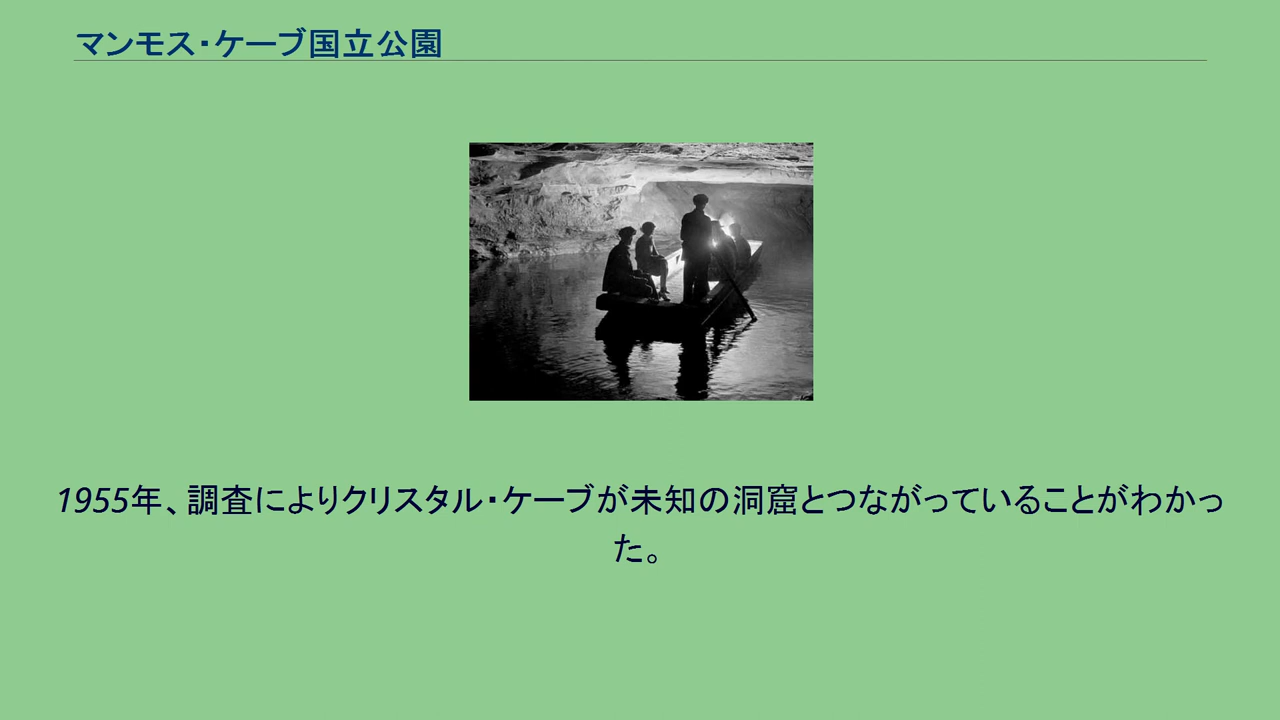 マンモス・ケーブ国立公園
1955年、調査によりクリスタル・ケーブが未知の洞窟とつながっていることがわかっ
た。